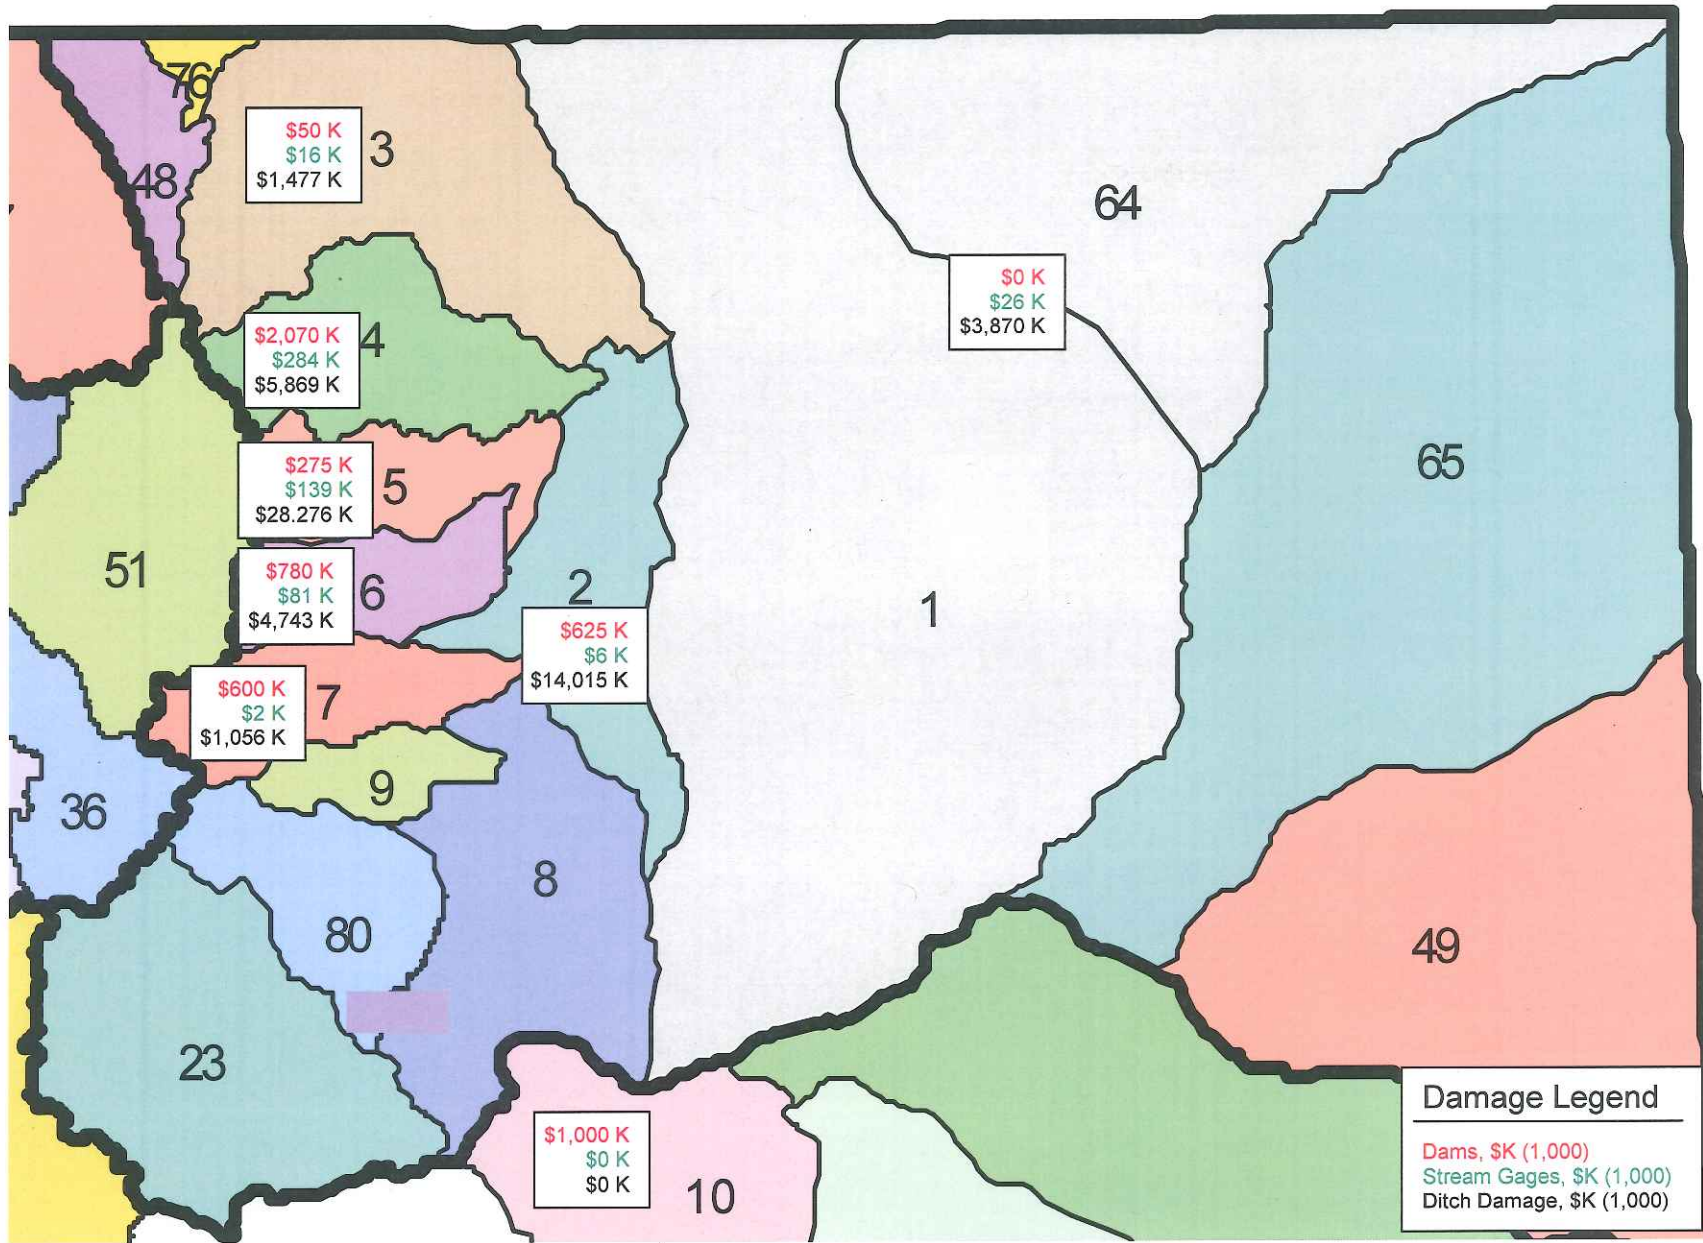 76
48
$50 K
$16 K
$1,477 K
3
64
$0 K
$26 K
$3,870 K
$2,070 K
$284 K
$5,869 K
4
65
$275 K
$139 K
$28.276 K
5
51
$780 K
$81 K
$4,743 K
6
2
1
$625 K
$6 K
$14,015 K
$600 K
$2 K
$1,056 K
7
9
36
8
80
49
23
$1,000 K
$0 K
$0 K
10
Damage Legend
Dams, $K (1,000)
Stream Gages, $K (1,000)
Ditch Damage, $K (1,000)